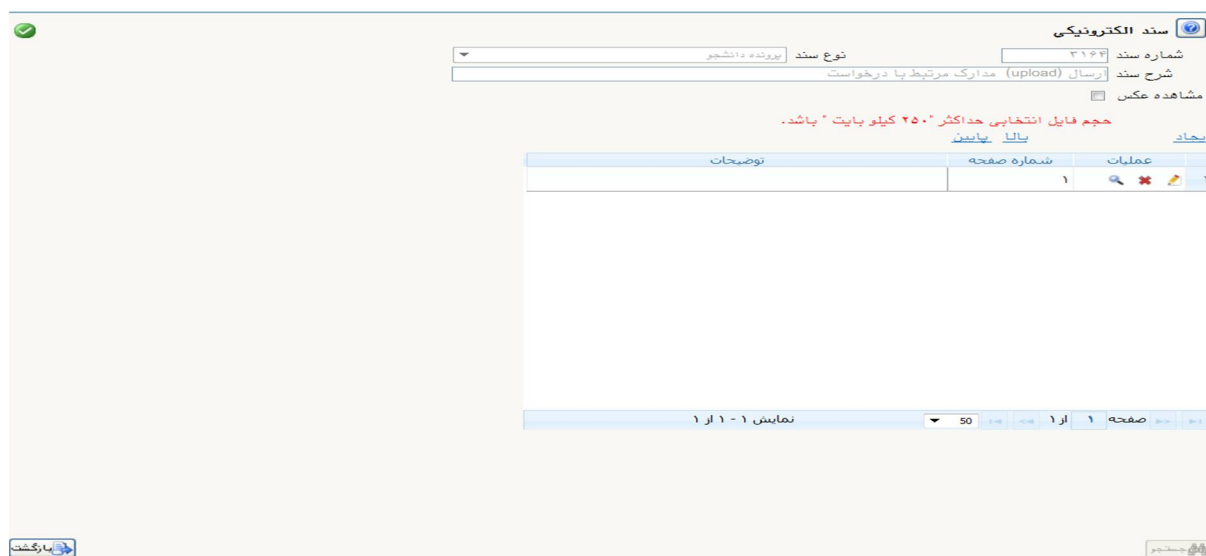 سند الکترونیکی
شماره سند ۳۱۶۴ نوع سند پرونده دانشجو
شرح سند ارسال (upload) مدارک مرتبط با درخواست
مشاهده عکس
حجم فایل انتخابی حداکثر "۲۵۰ کیلو بایت " باشد.
یجاد بالا پایین
عملیات شماره صفحه توضیحات
۱ ۱
صفحه ۱ از ۱ 50 نمایش ۱ - ۱ از ۱
جستجو بازگشت